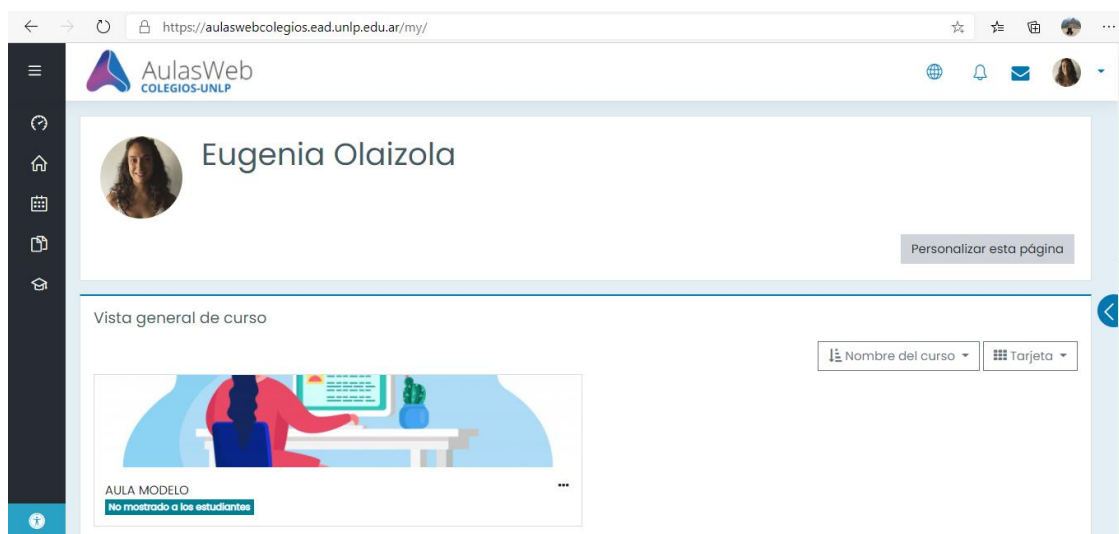 https://aulaswebcolegios.ead.unlp.edu.ar/my/
AulasWeb
COLEGIOS-UNLP
Eugenia Olaizola
Personalizar esta página
Vista general de curso
Nombre del curso
Tarjeta
AULA MODELO
No mostrado a los estudiantes